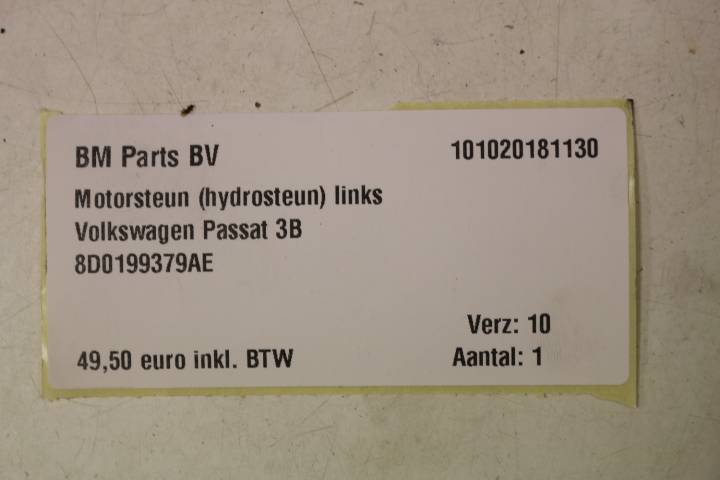 BM Parts BV 101020181130
Motorsteun (hydrosteun) links
Volkswagen Passat 3B
8D0199379AE
Verz: 10
49,50 euro inkl. BTW Aantal: 1